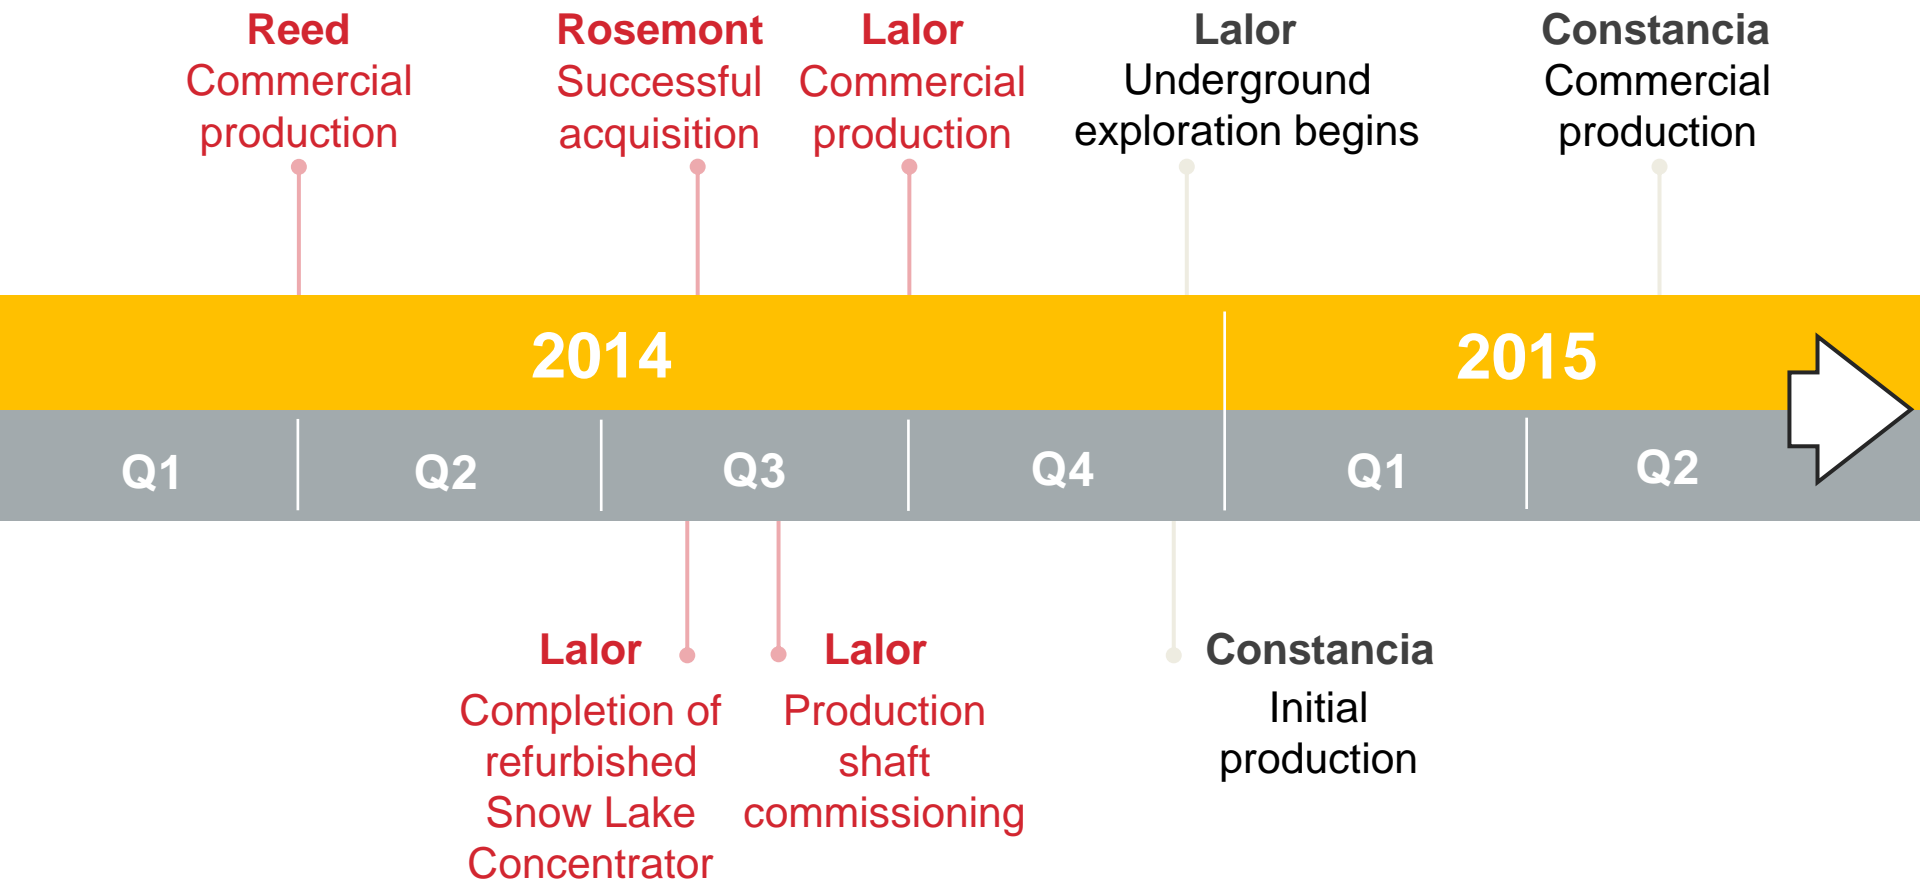 Reed
Commercial
production
Rosemont
Successful
acquisition
Lalor
Commercial
production
Lalor
Underground
exploration begins
Constancia
Commercial
production
2014
2015
Q1
Q2
Q3
Q4
Q1
Q2
Lalor
Completion of
refurbished
Snow Lake
Concentrator
Lalor
Production
shaft
commissioning
Constancia
Initial
production